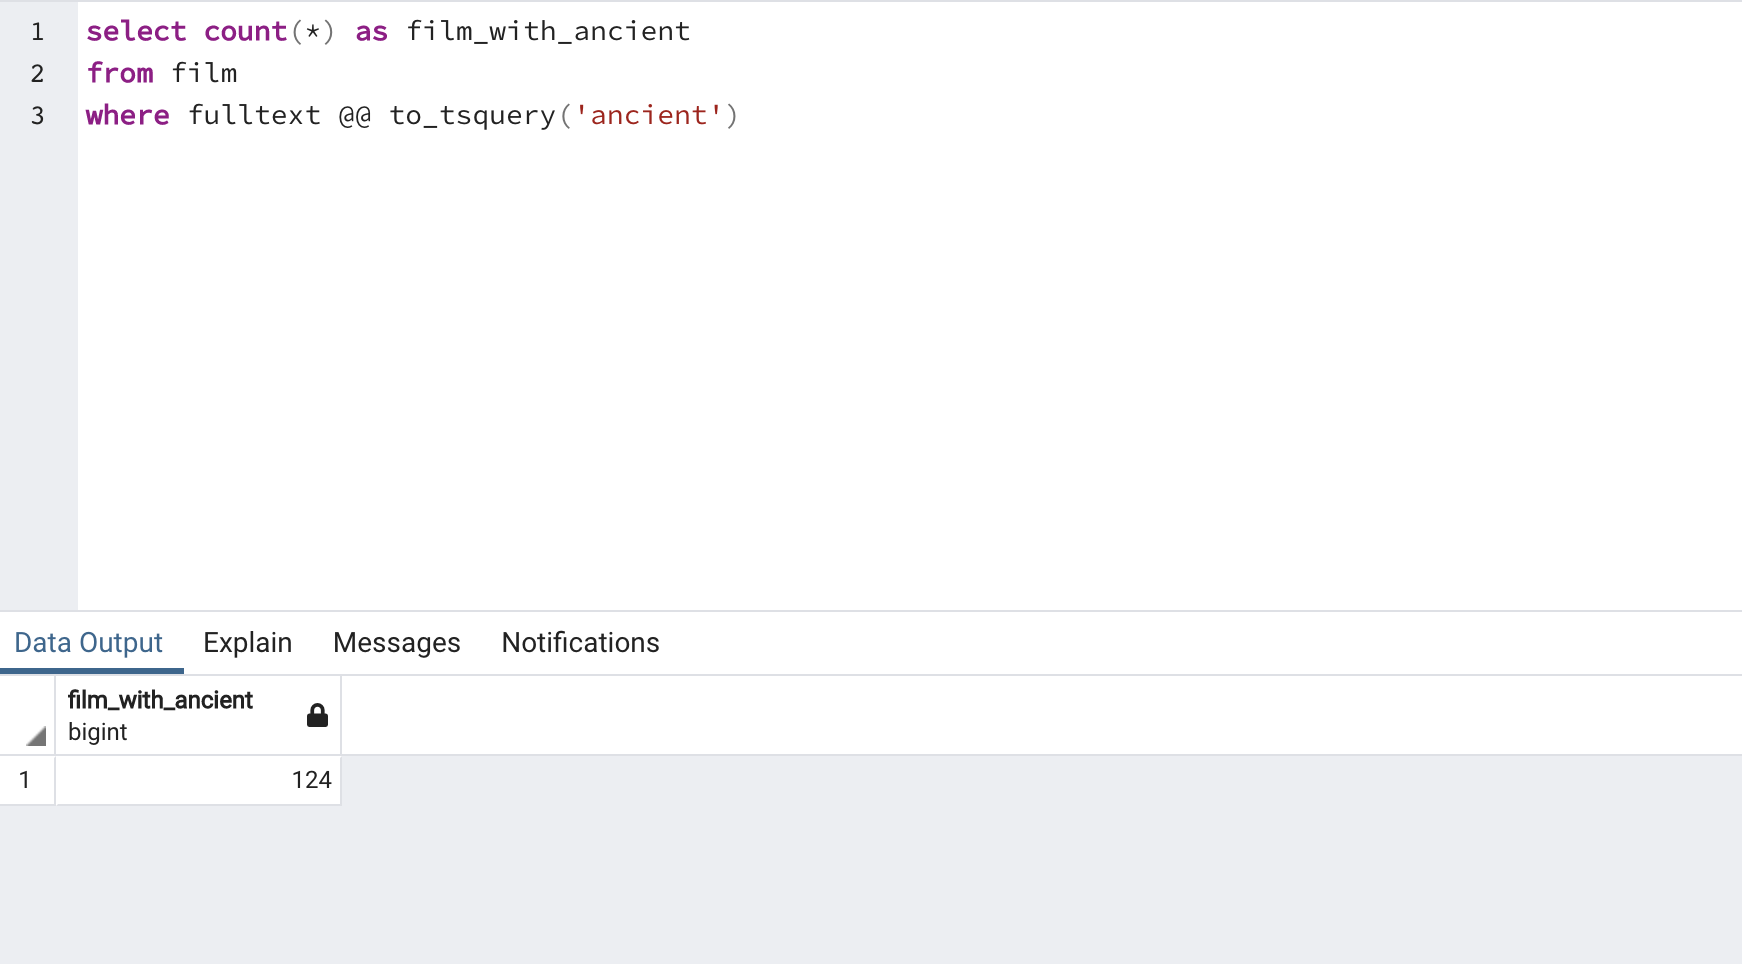 1 select count(*) as film_with_ancient
2 from film
3 where fulltext @@ to_tsquery('ancient')
Data Output Explain Messages Notifications
film_with_ancient
bigint
1 124